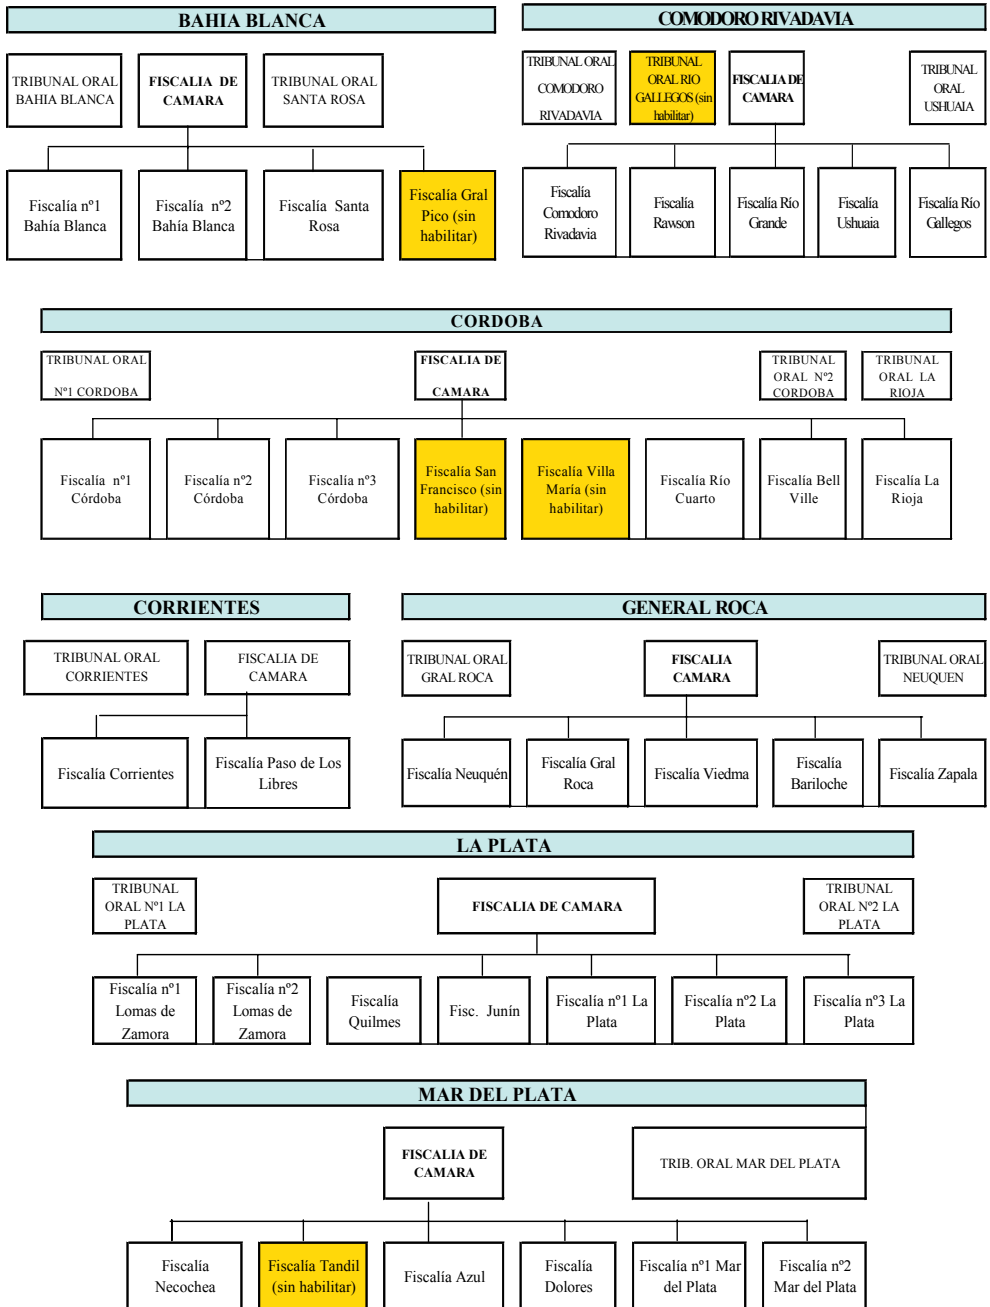 BAHIA BLANCA
TRIBUNAL ORAL
BAHIA BLANCA
FISCALIA DE
CAMARA
TRIBUNAL ORAL
SANTA ROSA
Fiscalía nº1
Bahía Blanca
Fiscalía nº2
Bahía Blanca
Fiscalía Santa
Rosa
Fiscalía Gral
Pico (sin
habilitar)
COMODORO RIVADAVIA
TRIBUNAL ORAL
COMODORO
RIVADAVIA
TRIBUNAL
ORAL RIO
GALLEGOS (sin
habilitar)
FISCALIA DE
CAMARA
TRIBUNAL
ORAL
USHUAIA
Fiscalía
Comodoro
Rivadavia
Fiscalía
Rawson
Fiscalía Río
Grande
Fiscalía
Ushuaia
Fiscalía Río
Gallegos
CORDOBA
TRIBUNAL ORAL
Nº1 CORDOBA
FISCALIA DE
CAMARA
TRIBUNAL
ORAL Nº2
CORDOBA
TRIBUNAL
ORAL LA
RIOJA
Fiscalía nº1
Córdoba
Fiscalía nº2
Córdoba
Fiscalía nº3
Córdoba
Fiscalía San
Francisco (sin
habilitar)
Fiscalía Villa
María (sin
habilitar)
Fiscalía Río
Cuarto
Fiscalía Bell
Ville
Fiscalía La
Rioja
CORRIENTES
TRIBUNAL ORAL
CORRIENTES
FISCALIA DE
CAMARA
Fiscalía Corrientes
Fiscalía Paso de Los
Libres
GENERAL ROCA
TRIBUNAL ORAL
GRAL ROCA
FISCALIA
CAMARA
TRIBUNAL ORAL
NEUQUEN
Fiscalía Neuquén
Fiscalía Gral
Roca
Fiscalía Viedma
Fiscalía
Bariloche
Fiscalía Zapala
LA PLATA
TRIBUNAL
ORAL Nº1 LA
PLATA
FISCALIA DE CAMARA
TRIBUNAL
ORAL Nº2 LA
PLATA
Fiscalía nº1
Lomas de
Zamora
Fiscalía nº2
Lomas de
Zamora
Fiscalía
Quilmes
Fisc. Junín
Fiscalía nº1 La
Plata
Fiscalía nº2 La
Plata
Fiscalía nº3 La
Plata
MAR DEL PLATA
FISCALIA DE
CAMARA
TRIB. ORAL MAR DEL PLATA
Fiscalía
Necochea
Fiscalía Tandil
(sin habilitar)
Fiscalía Azul
Fiscalía
Dolores
Fiscalía nº1 Mar
del Plata
Fiscalía nº2
Mar del Plata